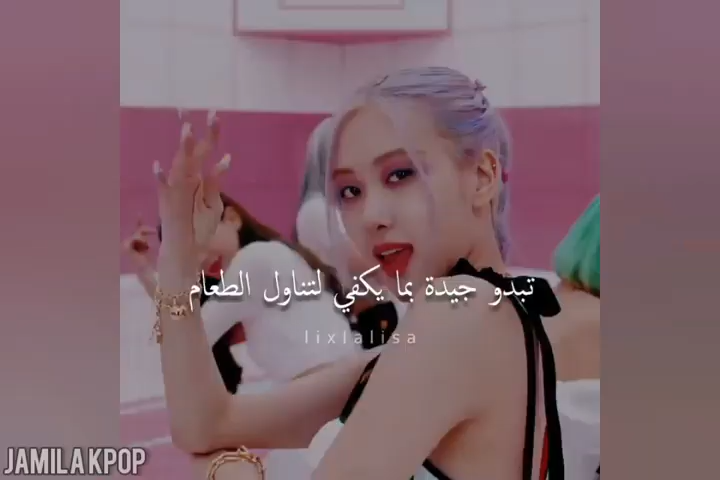 تبدو جيدة بما يكفي لتناول الطعام
lixlalisa
JAMILA KPOP